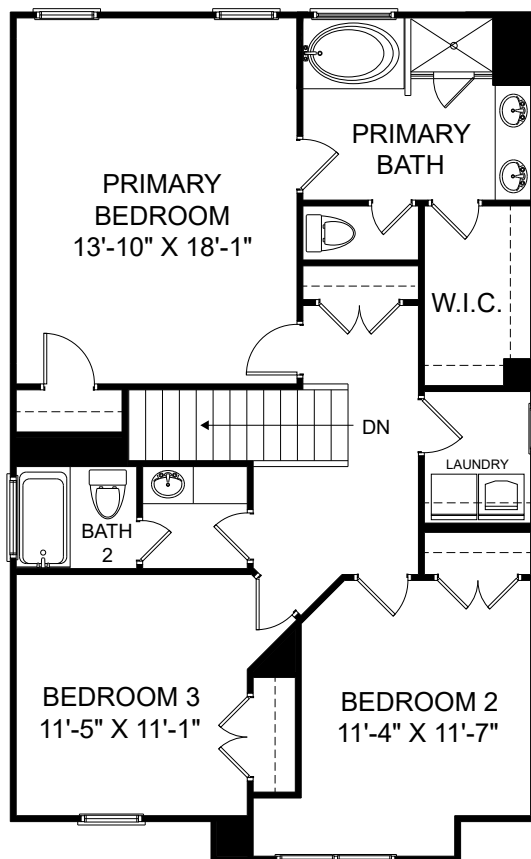 PRIMARY
BATH
PRIMARY
BEDROOM
13'-10" X 18'-1"
W.I.C.
DN
LAUNDRY
BATH
2
BEDROOM 3
11'-5" X 11'-1"
BEDROOM 2
11'-4" X 11'-7"